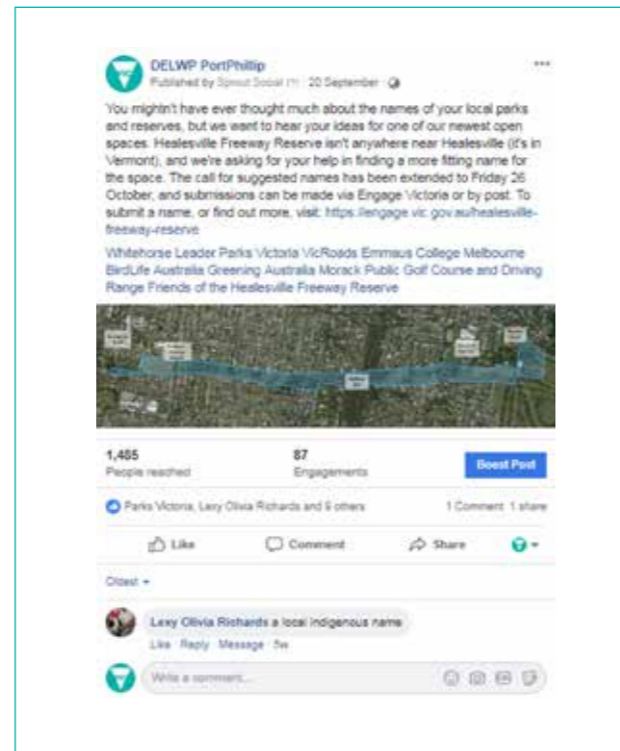 DELWP PortPhillip
Published by Sprout Social · 20 September ·
You mightn't have ever thought much about the names of your local parks
and reserves, but we want to hear your ideas for one of our newest open
spaces. Healesville Freeway Reserve isn't anywhere near Healesville (it's in
Vermont), and we're asking for your help in finding a more fitting name for
the space. The call for suggested names has been extended to Friday 26
October, and submissions can be made via Engage Victoria or by post. To
submit a name, or find out more, visit: https://engage.vic.gov.au/healesville-
freeway-reserve
Whitehorse Leader Parks Victoria VicRoads Emmaus College Melbourne
BirdLife Australia Greening Australia Morack Public Golf Course and Driving
Range Friends of the Healesville Freeway Reserve
1,485 87
People reached Engagements Boost Post
Parks Victoria, Lexy Olivia Richards and 9 others 1 Comment 1 share
Like Comment Share
Oldest
Lexy Olivia Richards a local indigenous name
Like · Reply · Message · 5w
Write a comment...